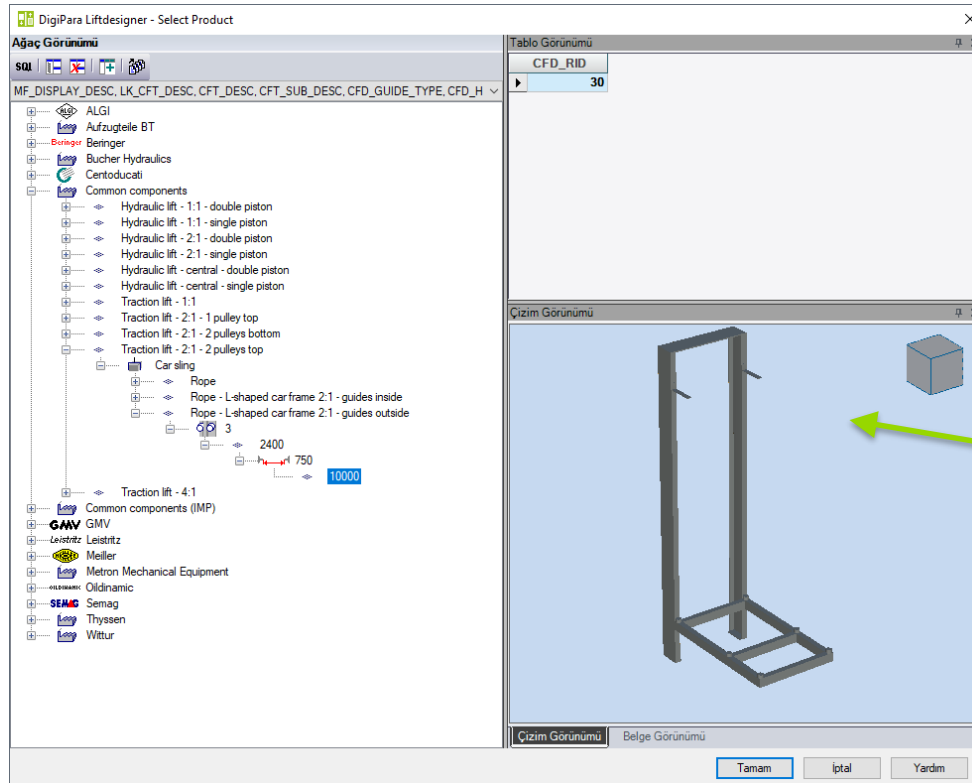 DigiPara Liftdesigner - Select Product
Ağaç Görünümü
SQL
MF_DISPLAY_DESC, LK_CFT_DESC, CFT_DESC, CFT_SUB_DESC, CFD_GUIDE_TYPE, CFD_H
ALGI ALGI
Aufzugteile BT
Beringer Beringer
Bucher Hydraulics
Centoducati
Common components
Hydraulic lift - 1:1 - double piston
Hydraulic lift - 1:1 - single piston
Hydraulic lift - 2:1 - double piston
Hydraulic lift - 2:1 - single piston
Hydraulic lift - central - double piston
Hydraulic lift - central - single piston
Traction lift - 1:1
Traction lift - 2:1 - 1 pulley top
Traction lift - 2:1 - 2 pulleys bottom
Traction lift - 2:1 - 2 pulleys top
Car sling
Rope
Rope - L-shaped car frame 2:1 - guides inside
Rope - L-shaped car frame 2:1 - guides outside
3
2400
750
10000
Traction lift - 4:1
Common components (IMP)
GMV GMV
Leistritz Leistritz
Meiller
Metron Mechanical Equipment
OILDINAMIC Oildinamic
SEMAG Semag
Thyssen
Wittur
Tablo Görünümü
CFD_RID
30
Çizim Görünümü
Çizim Görünümü Belge Görünümü
Tamam İptal Yardım